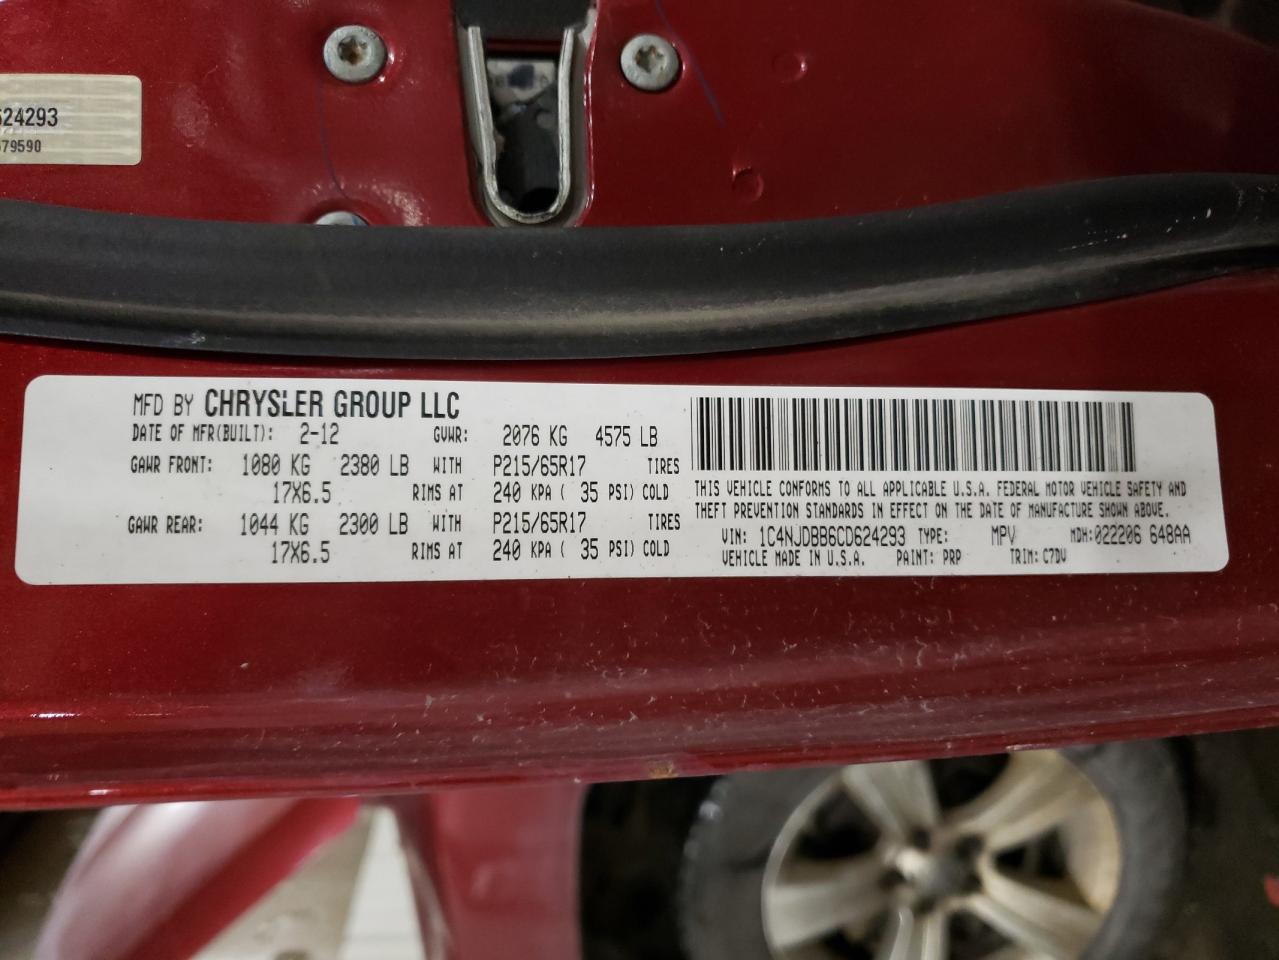 624293
679590
MFD BY CHRYSLER GROUP LLC
DATE OF MFR(BUILT): 2-12 GVWR: 2076 KG 4575 LB
GAWR FRONT: 1080 KG 2380 LB WITH P215/65R17 TIRES
17X6.5 RIMS AT 240 KPA ( 35 PSI) COLD
GAWR REAR: 1044 KG 2300 LB WITH P215/65R17 TIRES
17X6.5 RIMS AT 240 KPA ( 35 PSI) COLD
THIS VEHICLE CONFORMS TO ALL APPLICABLE U.S.A. FEDERAL MOTOR VEHICLE SAFETY AND
THEFT PREVENTION STANDARDS IN EFFECT ON THE DATE OF MANUFACTURE SHOWN ABOVE.
VIN: 1C4NJDBB6CD624293 TYPE: MPV MDH:022206 648AA
VEHICLE MADE IN U.S.A. PAINT: PRP TRIM: C7DV